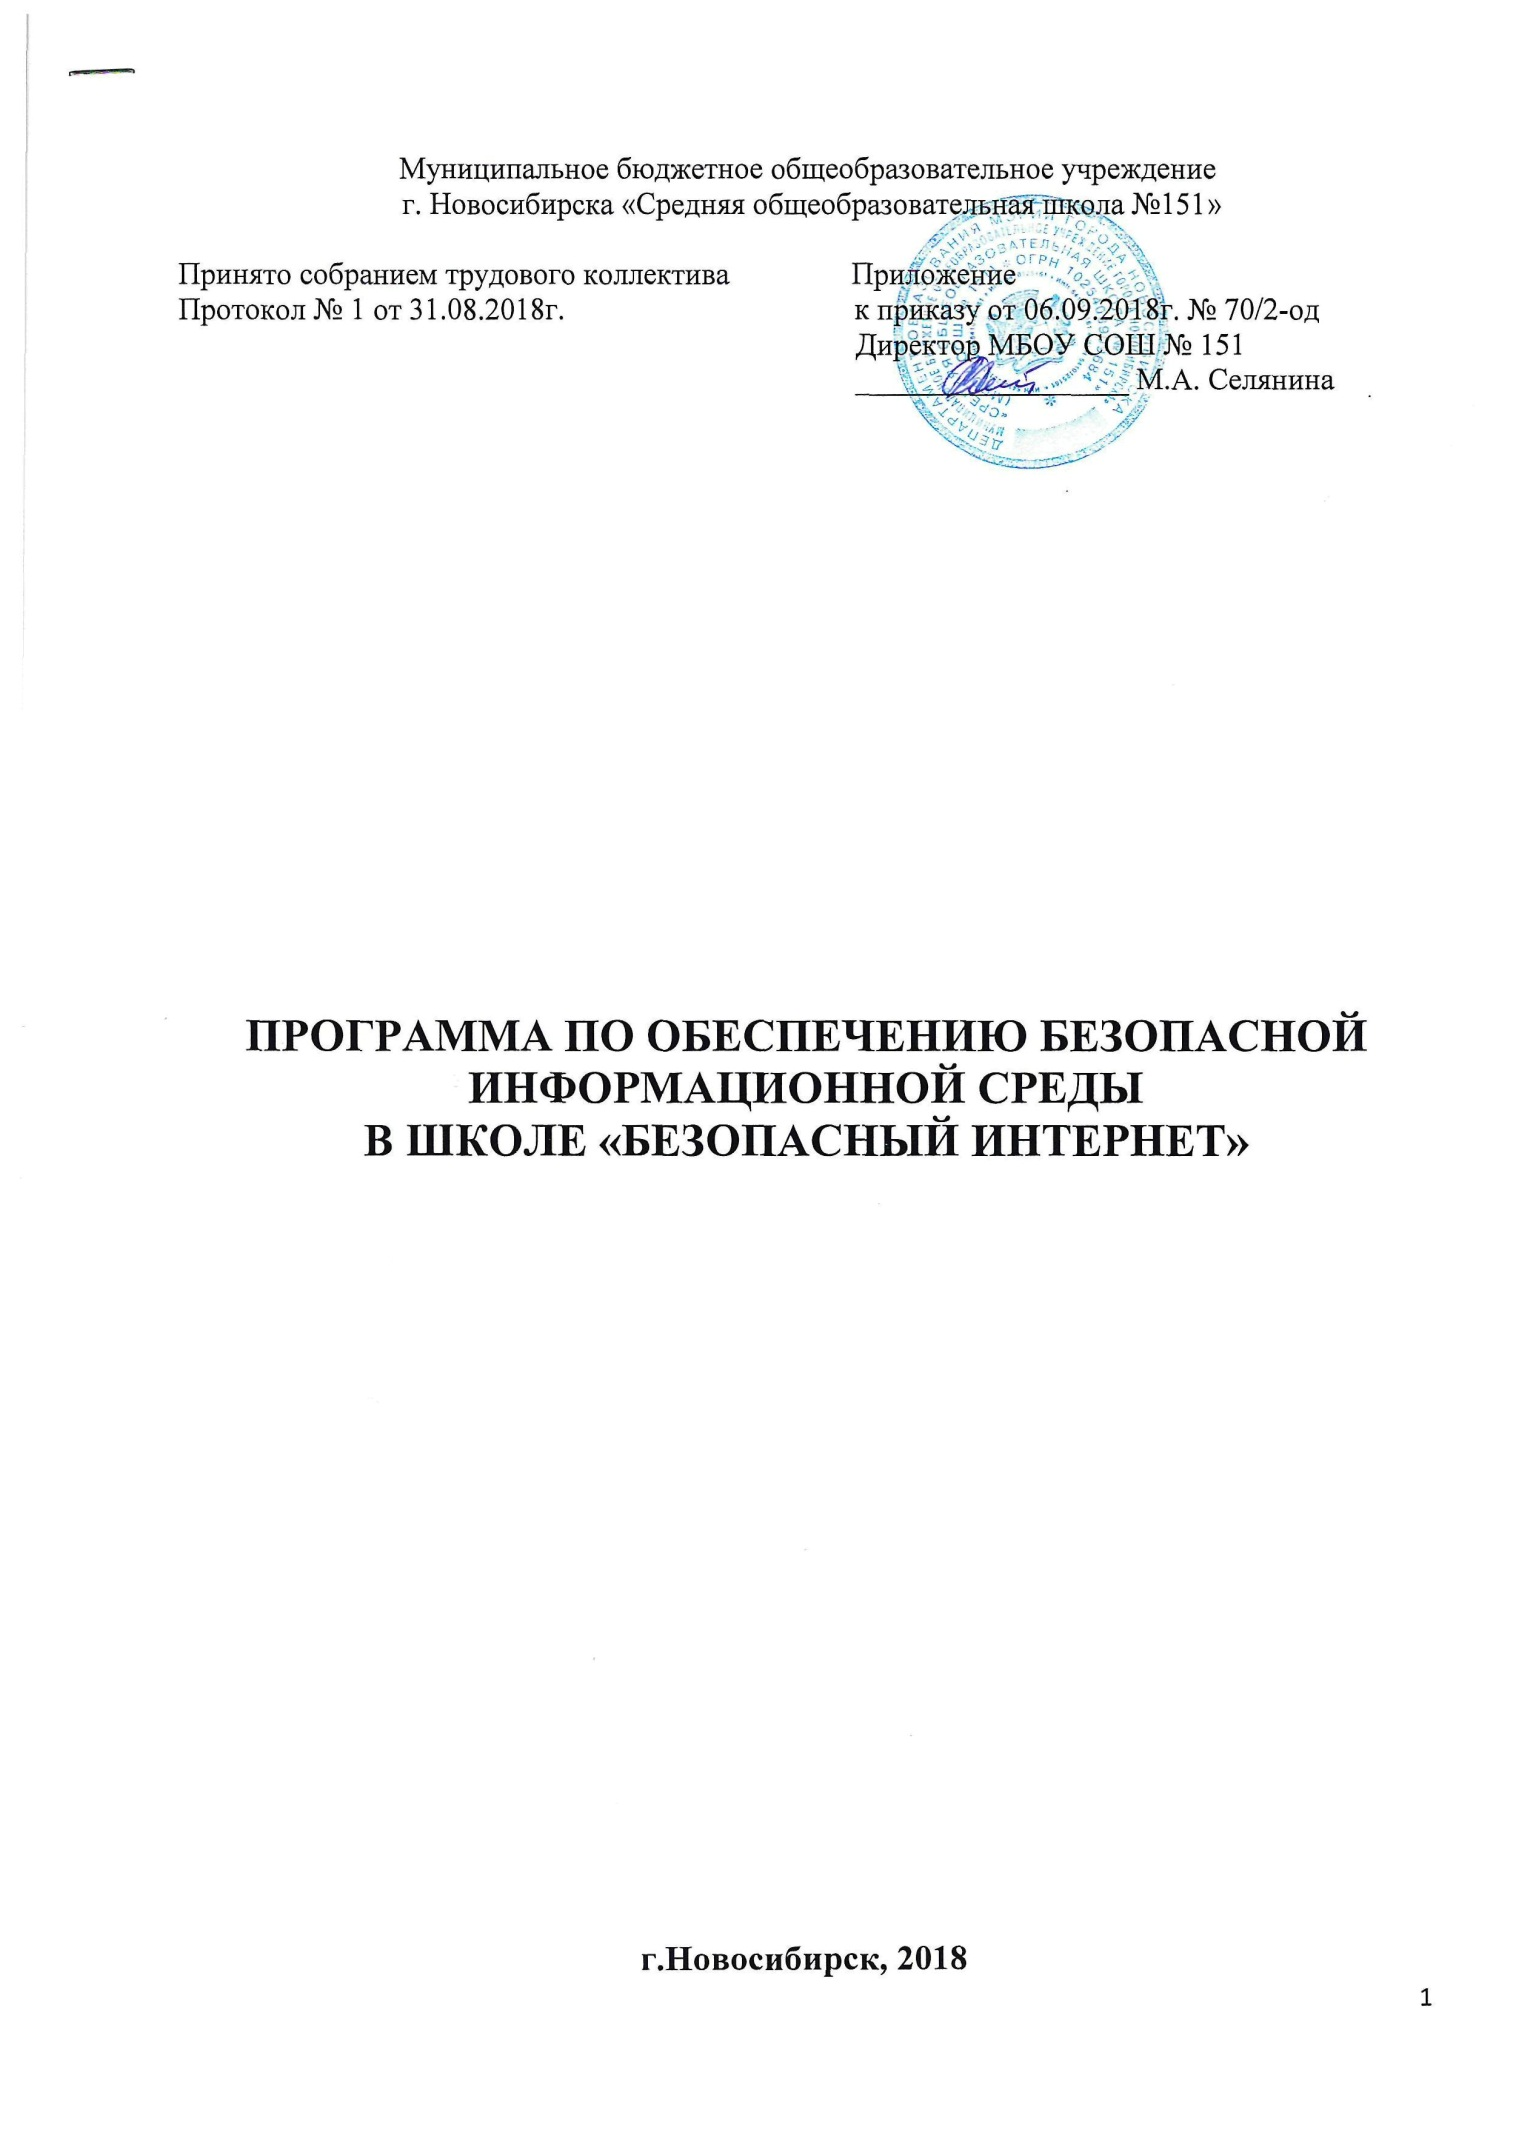 Муниципальное бюджетное общеобразовательное учреждение
г. Новосибирска «Средняя общеобразовательная школа №151»
Принято собранием трудового коллектива
Протокол № 1 от 31.08.2018г.
Приложение
к приказу от 06.09.2018г. № 70/2-од
Директор МБОУ СОШ № 151
__________________ М.А. Селянина
ПРОГРАММА ПО ОБЕСПЕЧЕНИЮ БЕЗОПАСНОЙ
ИНФОРМАЦИОННОЙ СРЕДЫ
В ШКОЛЕ «БЕЗОПАСНЫЙ ИНТЕРНЕТ»
г.Новосибирск, 2018
1